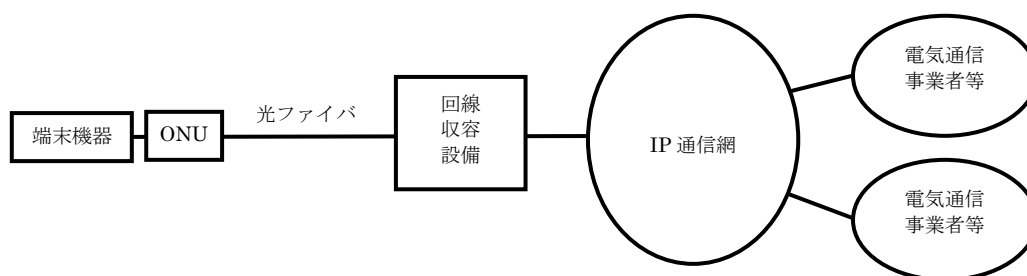 端末機器
ONU
光ファイバ
回線
収容
設備
IP 通信網
電気通信
事業者等
電気通信
事業者等